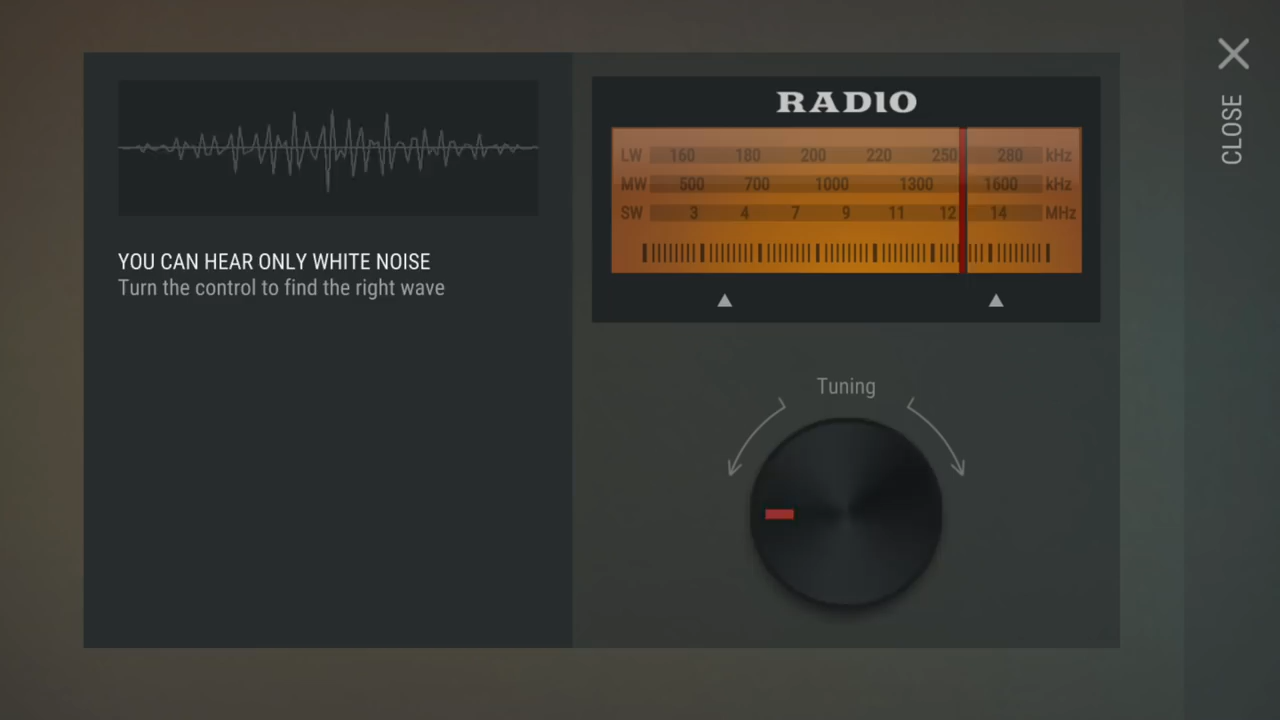 YOU CAN HEAR ONLY WHITE NOISE
Turn the control to find the right wave
RADIO
LW 160 180 200 220 250 280 kHz
MW 500 700 1000 1300 1600 kHz
SW 3 4 7 9 11 12 14 MHz
Tuning
CLOSE